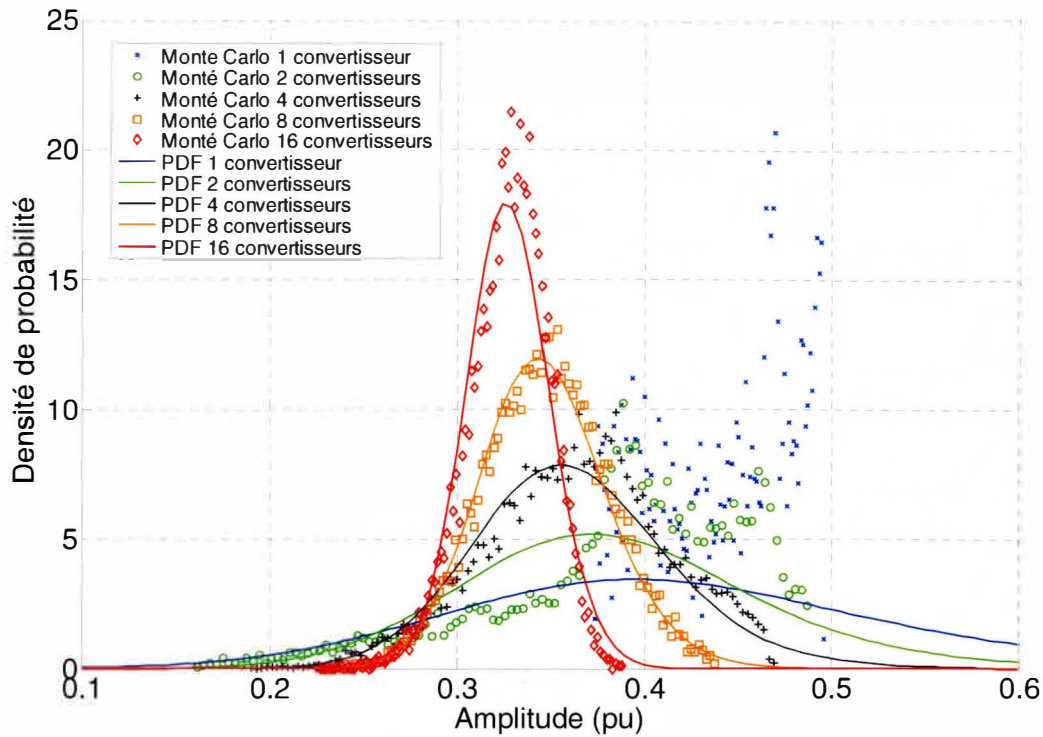 25
20
15
10
5
0
Densité de probabilité
Monte Carlo 1 convertisseur
Monté Carlo 2 convertisseurs
Monté Carlo 4 convertisseurs
Monté Carlo 8 convertisseurs
Monté Carlo 16 convertisseurs
PDF 1 convertisseur
PDF 2 convertisseurs
PDF 4 convertisseurs
PDF 8 convertisseurs
PDF 16 convertisseurs
0.1 0.2 0.3 0.4 0.5 0.6
Amplitude (pu)